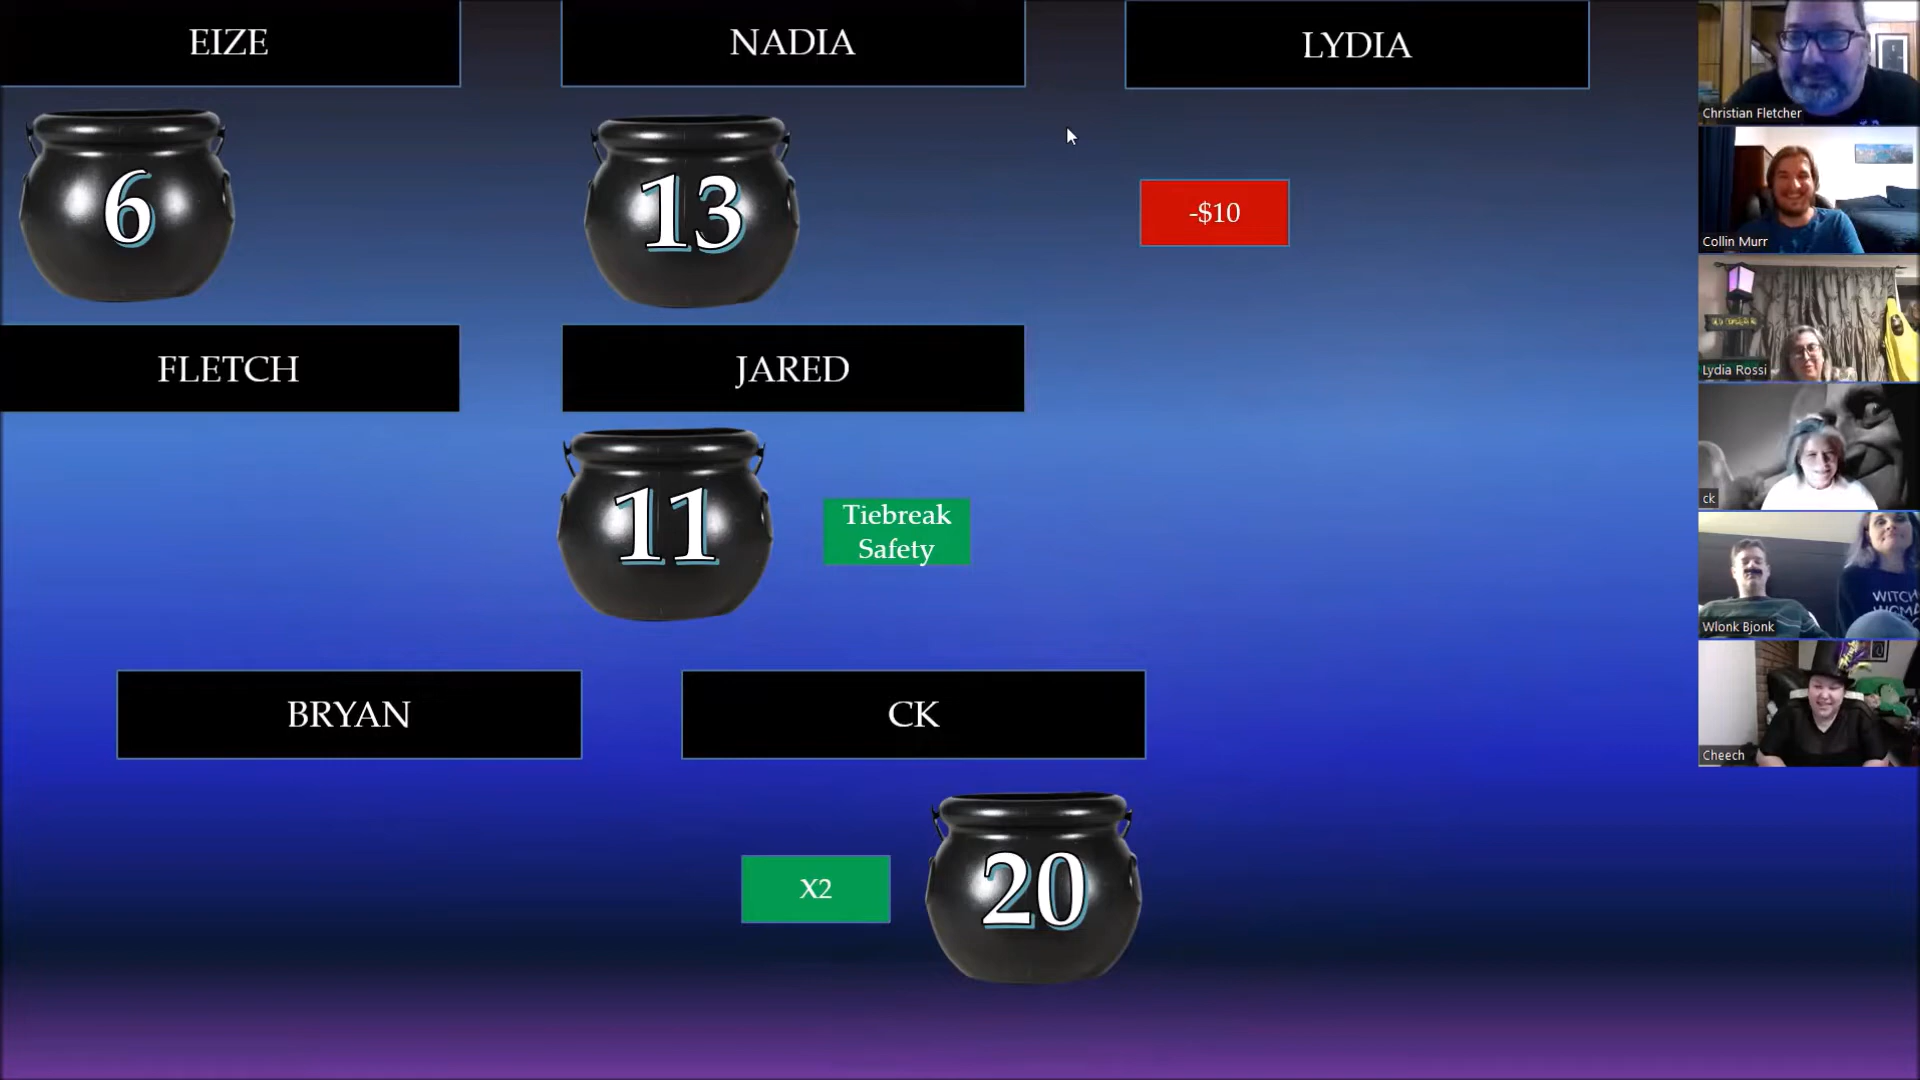 EIZE
NADIA
LYDIA
6
13
-$10
FLETCH
JARED
11
Tiebreak
Safety
BRYAN
CK
X2
20
Christian Fletcher
Collin Murr
Lydia Rossi
ck
WITCH
Wlonk Bjonk
Cheech